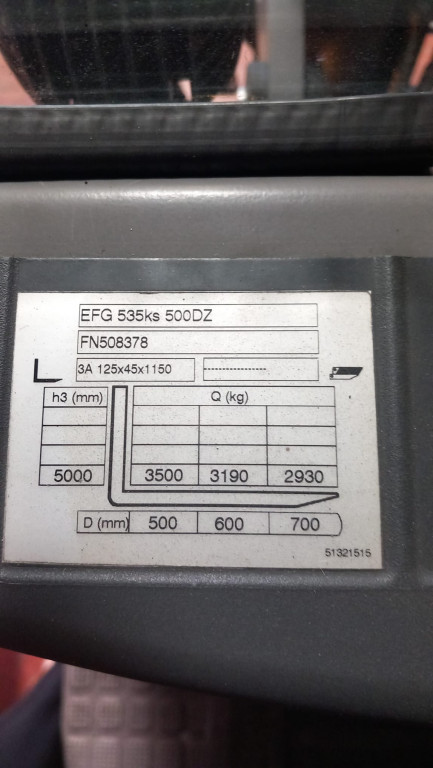 EFG 535ks 500DZ
FN508378
3A 125x45x1150 ----------------
h3 (mm) Q (kg)
5000 3500 3190 2930
D (mm) 500 600 700
51321515